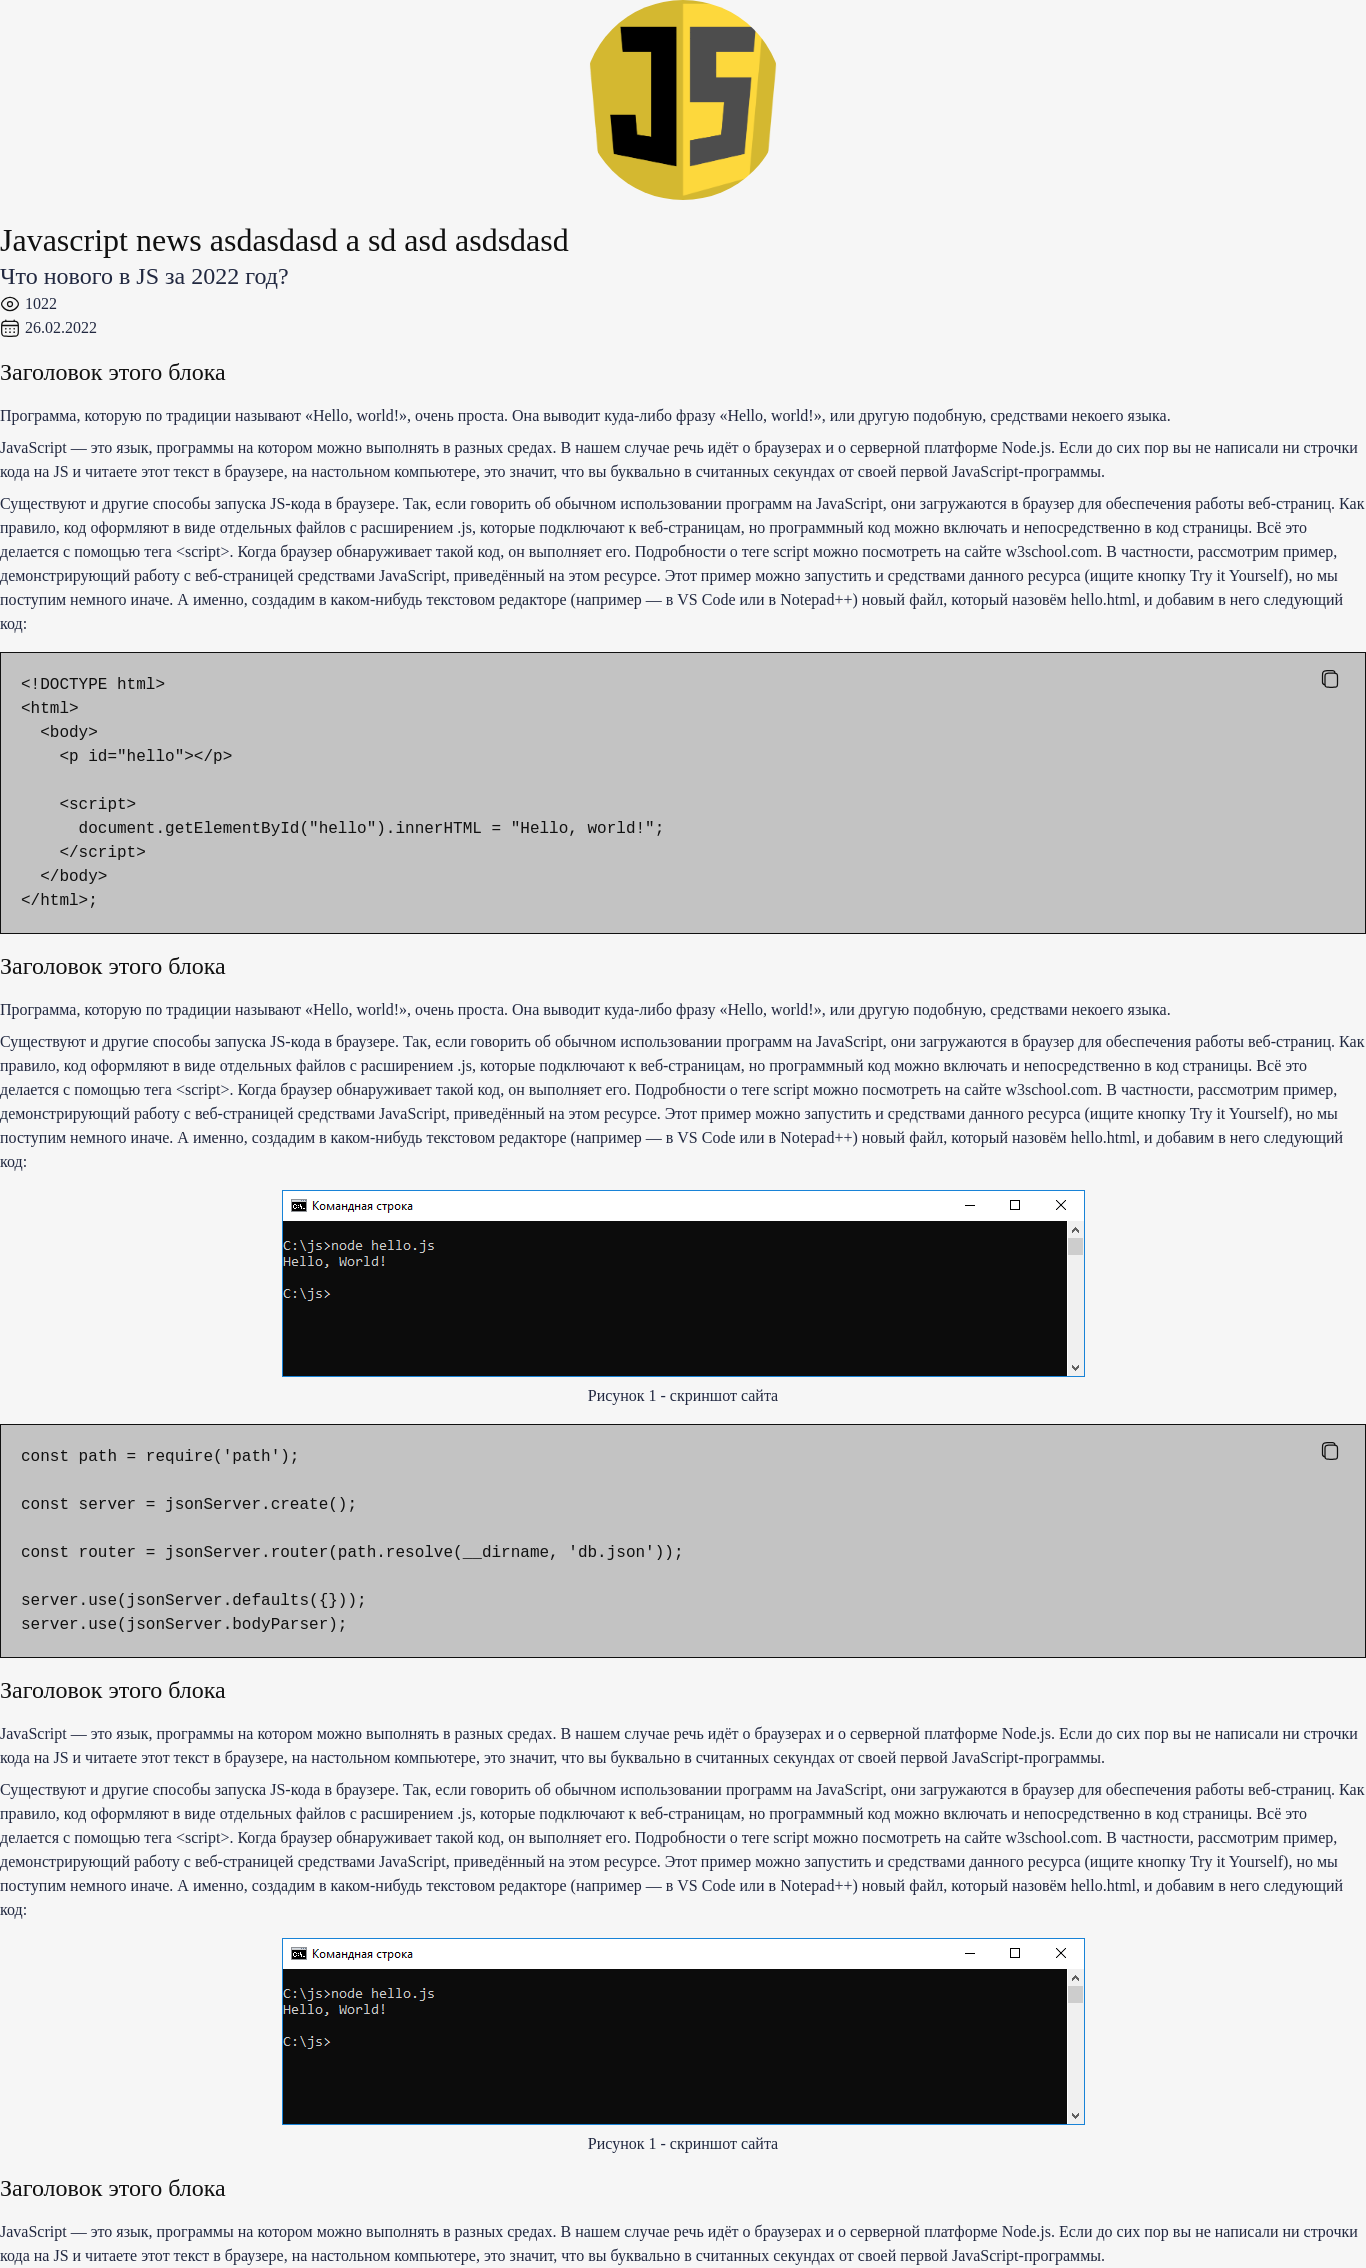 JS
Javascript news asdasdasd a sd asd asdsdasd
Что нового в JS за 2022 год?
1022
26.02.2022
Заголовок этого блока
Программа, которую по традиции называют «Hello, world!», очень проста. Она выводит куда-либо фразу «Hello, world!», или другую подобную, средствами некоего языка.
JavaScript — это язык, программы на котором можно выполнять в разных средах. В нашем случае речь идёт о браузерах и о серверной платформе Node.js. Если до сих пор вы не написали ни строчки
кода на JS и читаете этот текст в браузере, на настольном компьютере, это значит, что вы буквально в считанных секундах от своей первой JavaScript-программы.
Существуют и другие способы запуска JS-кода в браузере. Так, если говорить об обычном использовании программ на JavaScript, они загружаются в браузер для обеспечения работы веб-страниц. Как
правило, код оформляют в виде отдельных файлов с расширением .js, которые подключают к веб-страницам, но программный код можно включать и непосредственно в код страницы. Всё это
делается с помощью тега <script>. Когда браузер обнаруживает такой код, он выполняет его. Подробности о теге script можно посмотреть на сайте w3school.com. В частности, рассмотрим пример,
демонстрирующий работу с веб-страницей средствами JavaScript, приведённый на этом ресурсе. Этот пример можно запустить и средствами данного ресурса (ищите кнопку Try it Yourself), но мы
поступим немного иначе. А именно, создадим в каком-нибудь текстовом редакторе (например — в VS Code или в Notepad++) новый файл, который назовём hello.html, и добавим в него следующий
код:
<!DOCTYPE html>
<html>
  <body>
    <p id="hello"></p>

    <script>
      document.getElementById("hello").innerHTML = "Hello, world!";
    </script>
  </body>
</html>;
Заголовок этого блока
Программа, которую по традиции называют «Hello, world!», очень проста. Она выводит куда-либо фразу «Hello, world!», или другую подобную, средствами некоего языка.
Существуют и другие способы запуска JS-кода в браузере. Так, если говорить об обычном использовании программ на JavaScript, они загружаются в браузер для обеспечения работы веб-страниц. Как
правило, код оформляют в виде отдельных файлов с расширением .js, которые подключают к веб-страницам, но программный код можно включать и непосредственно в код страницы. Всё это
делается с помощью тега <script>. Когда браузер обнаруживает такой код, он выполняет его. Подробности о теге script можно посмотреть на сайте w3school.com. В частности, рассмотрим пример,
демонстрирующий работу с веб-страницей средствами JavaScript, приведённый на этом ресурсе. Этот пример можно запустить и средствами данного ресурса (ищите кнопку Try it Yourself), но мы
поступим немного иначе. А именно, создадим в каком-нибудь текстовом редакторе (например — в VS Code или в Notepad++) новый файл, который назовём hello.html, и добавим в него следующий
код:
Командная строка
C:\js>node hello.js
Hello, World!
C:\js>
Рисунок 1 - скриншот сайта
const path = require('path');

const server = jsonServer.create();

const router = jsonServer.router(path.resolve(__dirname, 'db.json'));

server.use(jsonServer.defaults({}));
server.use(jsonServer.bodyParser);
Заголовок этого блока
JavaScript — это язык, программы на котором можно выполнять в разных средах. В нашем случае речь идёт о браузерах и о серверной платформе Node.js. Если до сих пор вы не написали ни строчки
кода на JS и читаете этот текст в браузере, на настольном компьютере, это значит, что вы буквально в считанных секундах от своей первой JavaScript-программы.
Существуют и другие способы запуска JS-кода в браузере. Так, если говорить об обычном использовании программ на JavaScript, они загружаются в браузер для обеспечения работы веб-страниц. Как
правило, код оформляют в виде отдельных файлов с расширением .js, которые подключают к веб-страницам, но программный код можно включать и непосредственно в код страницы. Всё это
делается с помощью тега <script>. Когда браузер обнаруживает такой код, он выполняет его. Подробности о теге script можно посмотреть на сайте w3school.com. В частности, рассмотрим пример,
демонстрирующий работу с веб-страницей средствами JavaScript, приведённый на этом ресурсе. Этот пример можно запустить и средствами данного ресурса (ищите кнопку Try it Yourself), но мы
поступим немного иначе. А именно, создадим в каком-нибудь текстовом редакторе (например — в VS Code или в Notepad++) новый файл, который назовём hello.html, и добавим в него следующий
код:
Командная строка
C:\js>node hello.js
Hello, World!
C:\js>
Рисунок 1 - скриншот сайта
Заголовок этого блока
JavaScript — это язык, программы на котором можно выполнять в разных средах. В нашем случае речь идёт о браузерах и о серверной платформе Node.js. Если до сих пор вы не написали ни строчки
кода на JS и читаете этот текст в браузере, на настольном компьютере, это значит, что вы буквально в считанных секундах от своей первой JavaScript-программы.